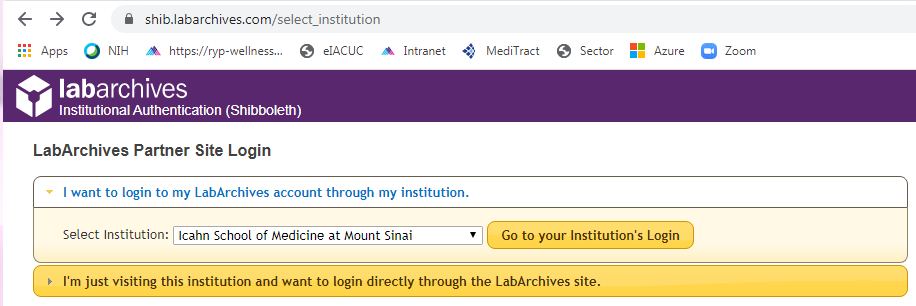 shib.labarchives.com/select_institution
Apps NIH https://ryp-wellness... eIACUC Intranet MediTract Sector Azure Zoom
labarchives
Institutional Authentication (Shibboleth)
LabArchives Partner Site Login
I want to login to my LabArchives account through my institution.
Select Institution: Icahn School of Medicine at Mount Sinai Go to your Institution's Login
I'm just visiting this institution and want to login directly through the LabArchives site.